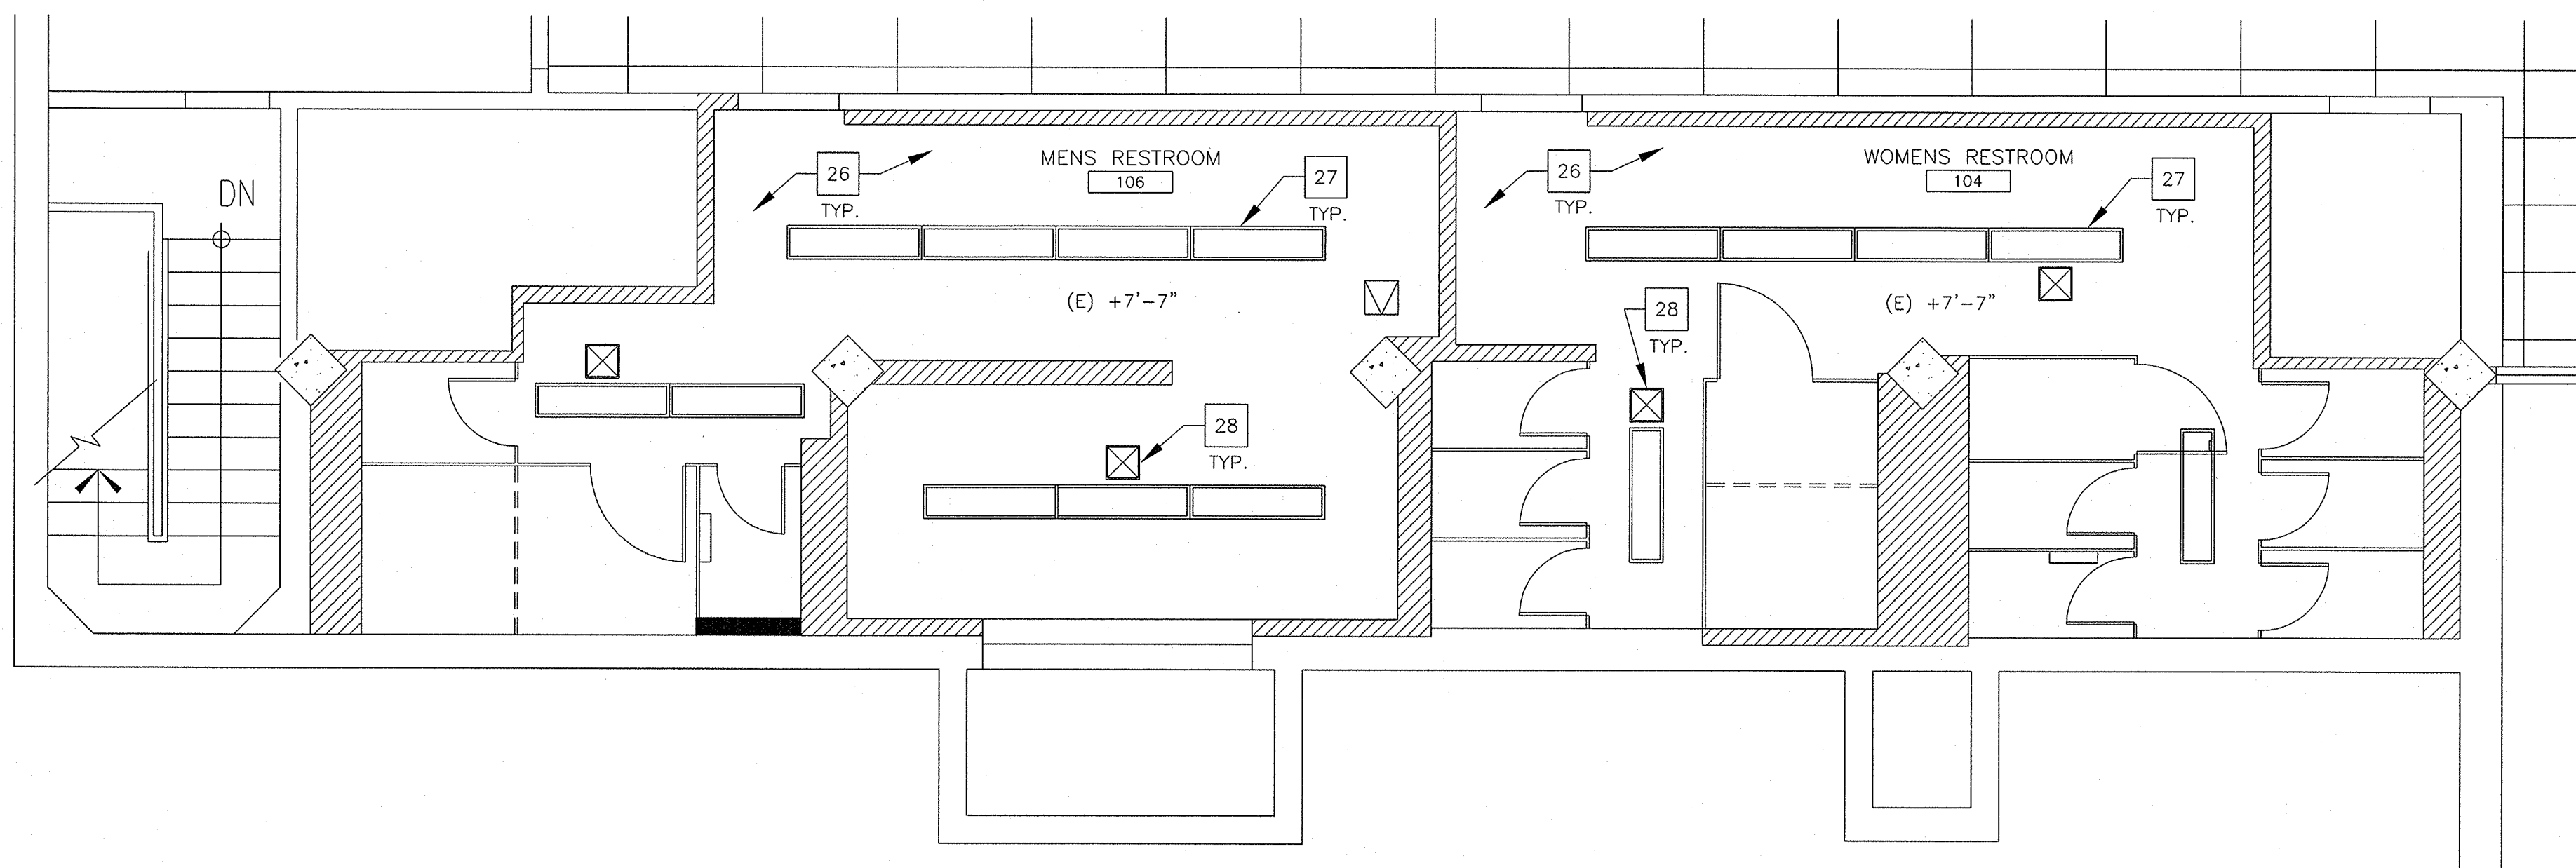 MENS RESTROOM
106
26
TYP.
27
TYP.
WOMENS RESTROOM
104
26
TYP.
27
TYP.
DN
(E) +7'-7"
(E) +7'-7"
28
TYP.
28
TYP.